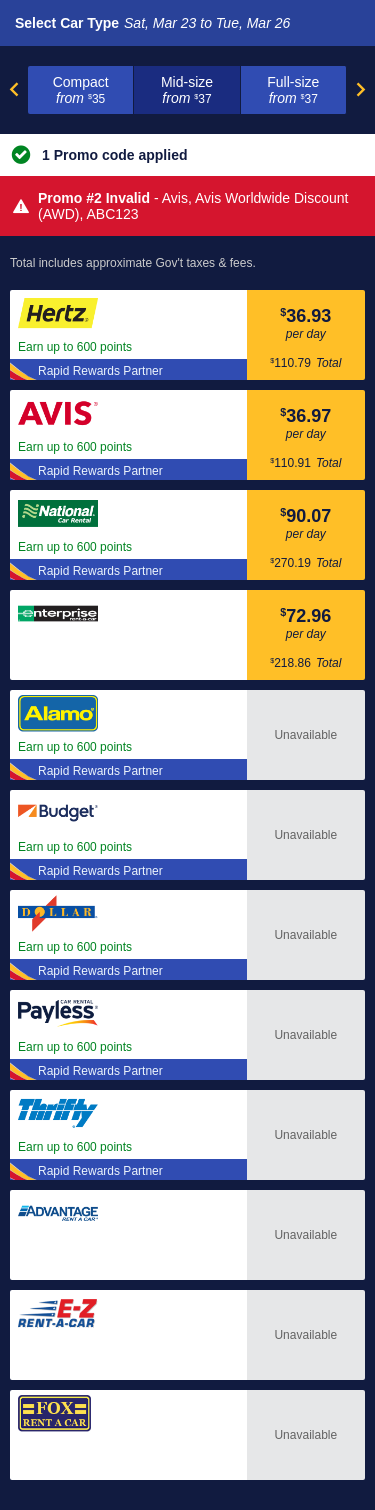 Select Car Type Sat, Mar 23 to Tue, Mar 26
Compact
from $35
Mid-size
from $37
Full-size
from $37
1 Promo code applied
Promo #2 Invalid - Avis, Avis Worldwide Discount
(AWD), ABC123
Total includes approximate Gov't taxes & fees.
Hertz
Earn up to 600 points
Rapid Rewards Partner
$36.93
per day
$110.79 Total
AVIS
Earn up to 600 points
Rapid Rewards Partner
$36.97
per day
$110.91 Total
National
Car Rental
Earn up to 600 points
Rapid Rewards Partner
$90.07
per day
$270.19 Total
enterprise
rent-a-car
$72.96
per day
$218.86 Total
Alamo
Earn up to 600 points
Rapid Rewards Partner
Unavailable
Budget
Earn up to 600 points
Rapid Rewards Partner
Unavailable
DOLLAR
Earn up to 600 points
Rapid Rewards Partner
Unavailable
CAR RENTAL
Payless
Earn up to 600 points
Rapid Rewards Partner
Unavailable
Thrifty
Earn up to 600 points
Rapid Rewards Partner
Unavailable
ADVANTAGE
RENT A CAR
Unavailable
E-Z
RENT-A-CAR
Unavailable
FOX
RENT A CAR
Unavailable